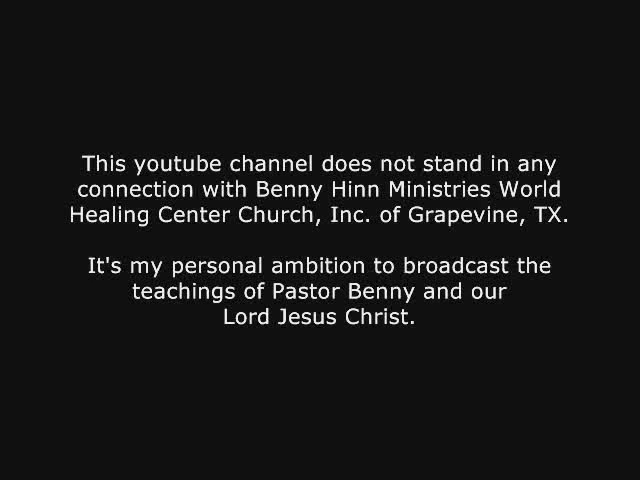 This youtube channel does not stand in any
connection with Benny Hinn Ministries World
Healing Center Church, Inc. of Grapevine, TX.
It's my personal ambition to broadcast the
teachings of Pastor Benny and our
Lord Jesus Christ.